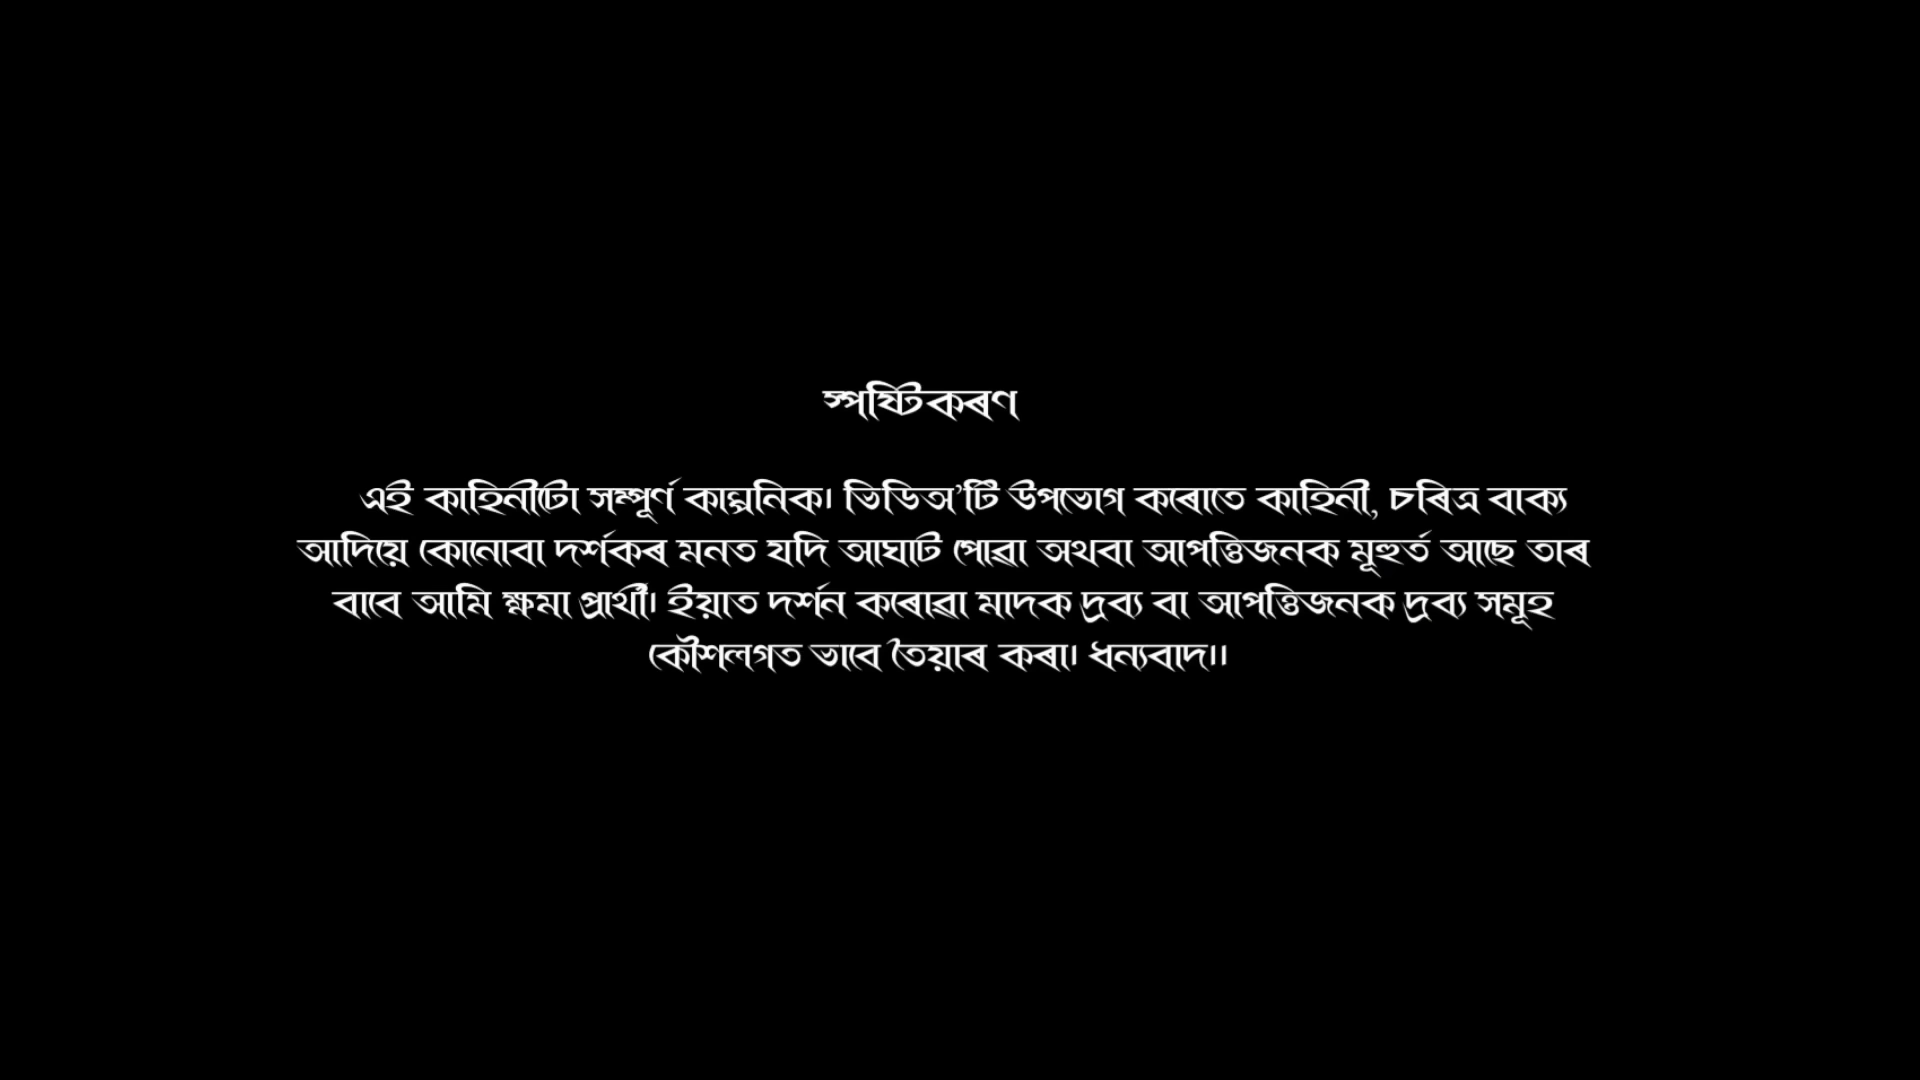 স্পষ্টিকৰণ
এই কাহিনীটো সম্পূৰ্ণ কাল্পনিক। ভিডিঅ'টি উপভোগ কৰোতে কাহিনী, চৰিত্ৰ বাক্য
আদিয়ে কোনোবা দৰ্শকৰ মনত যদি আঘাট পোৱা অথবা আপত্তিজনক মূহুৰ্ত আছে তাৰ
বাবে আমি ক্ষমা প্ৰাৰ্থী। ইয়াত দৰ্শন কৰোৱা মাদক দ্ৰব্য বা আপত্তিজনক দ্ৰব্য সমূহ
কৌশলগত ভাবে তৈয়াৰ কৰা। ধন্যবাদ।।